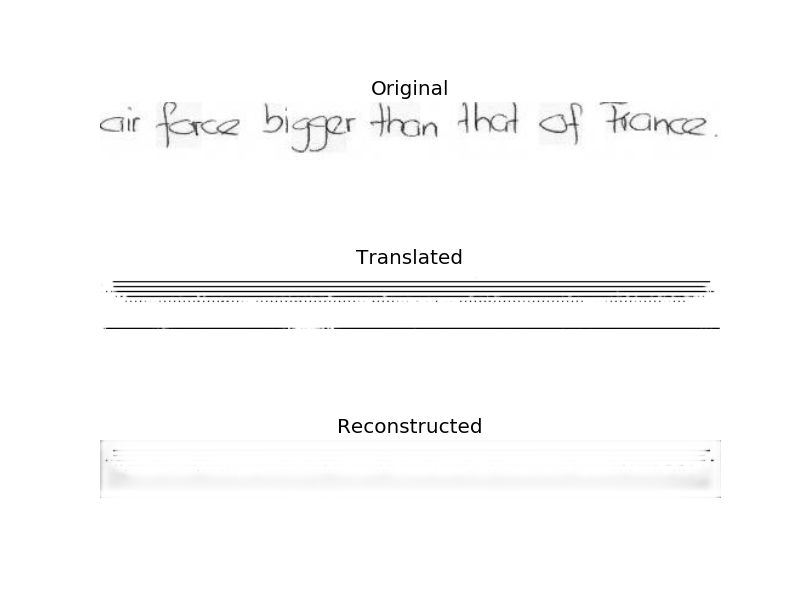 Original
air force bigger than that of France.
Translated
Reconstructed